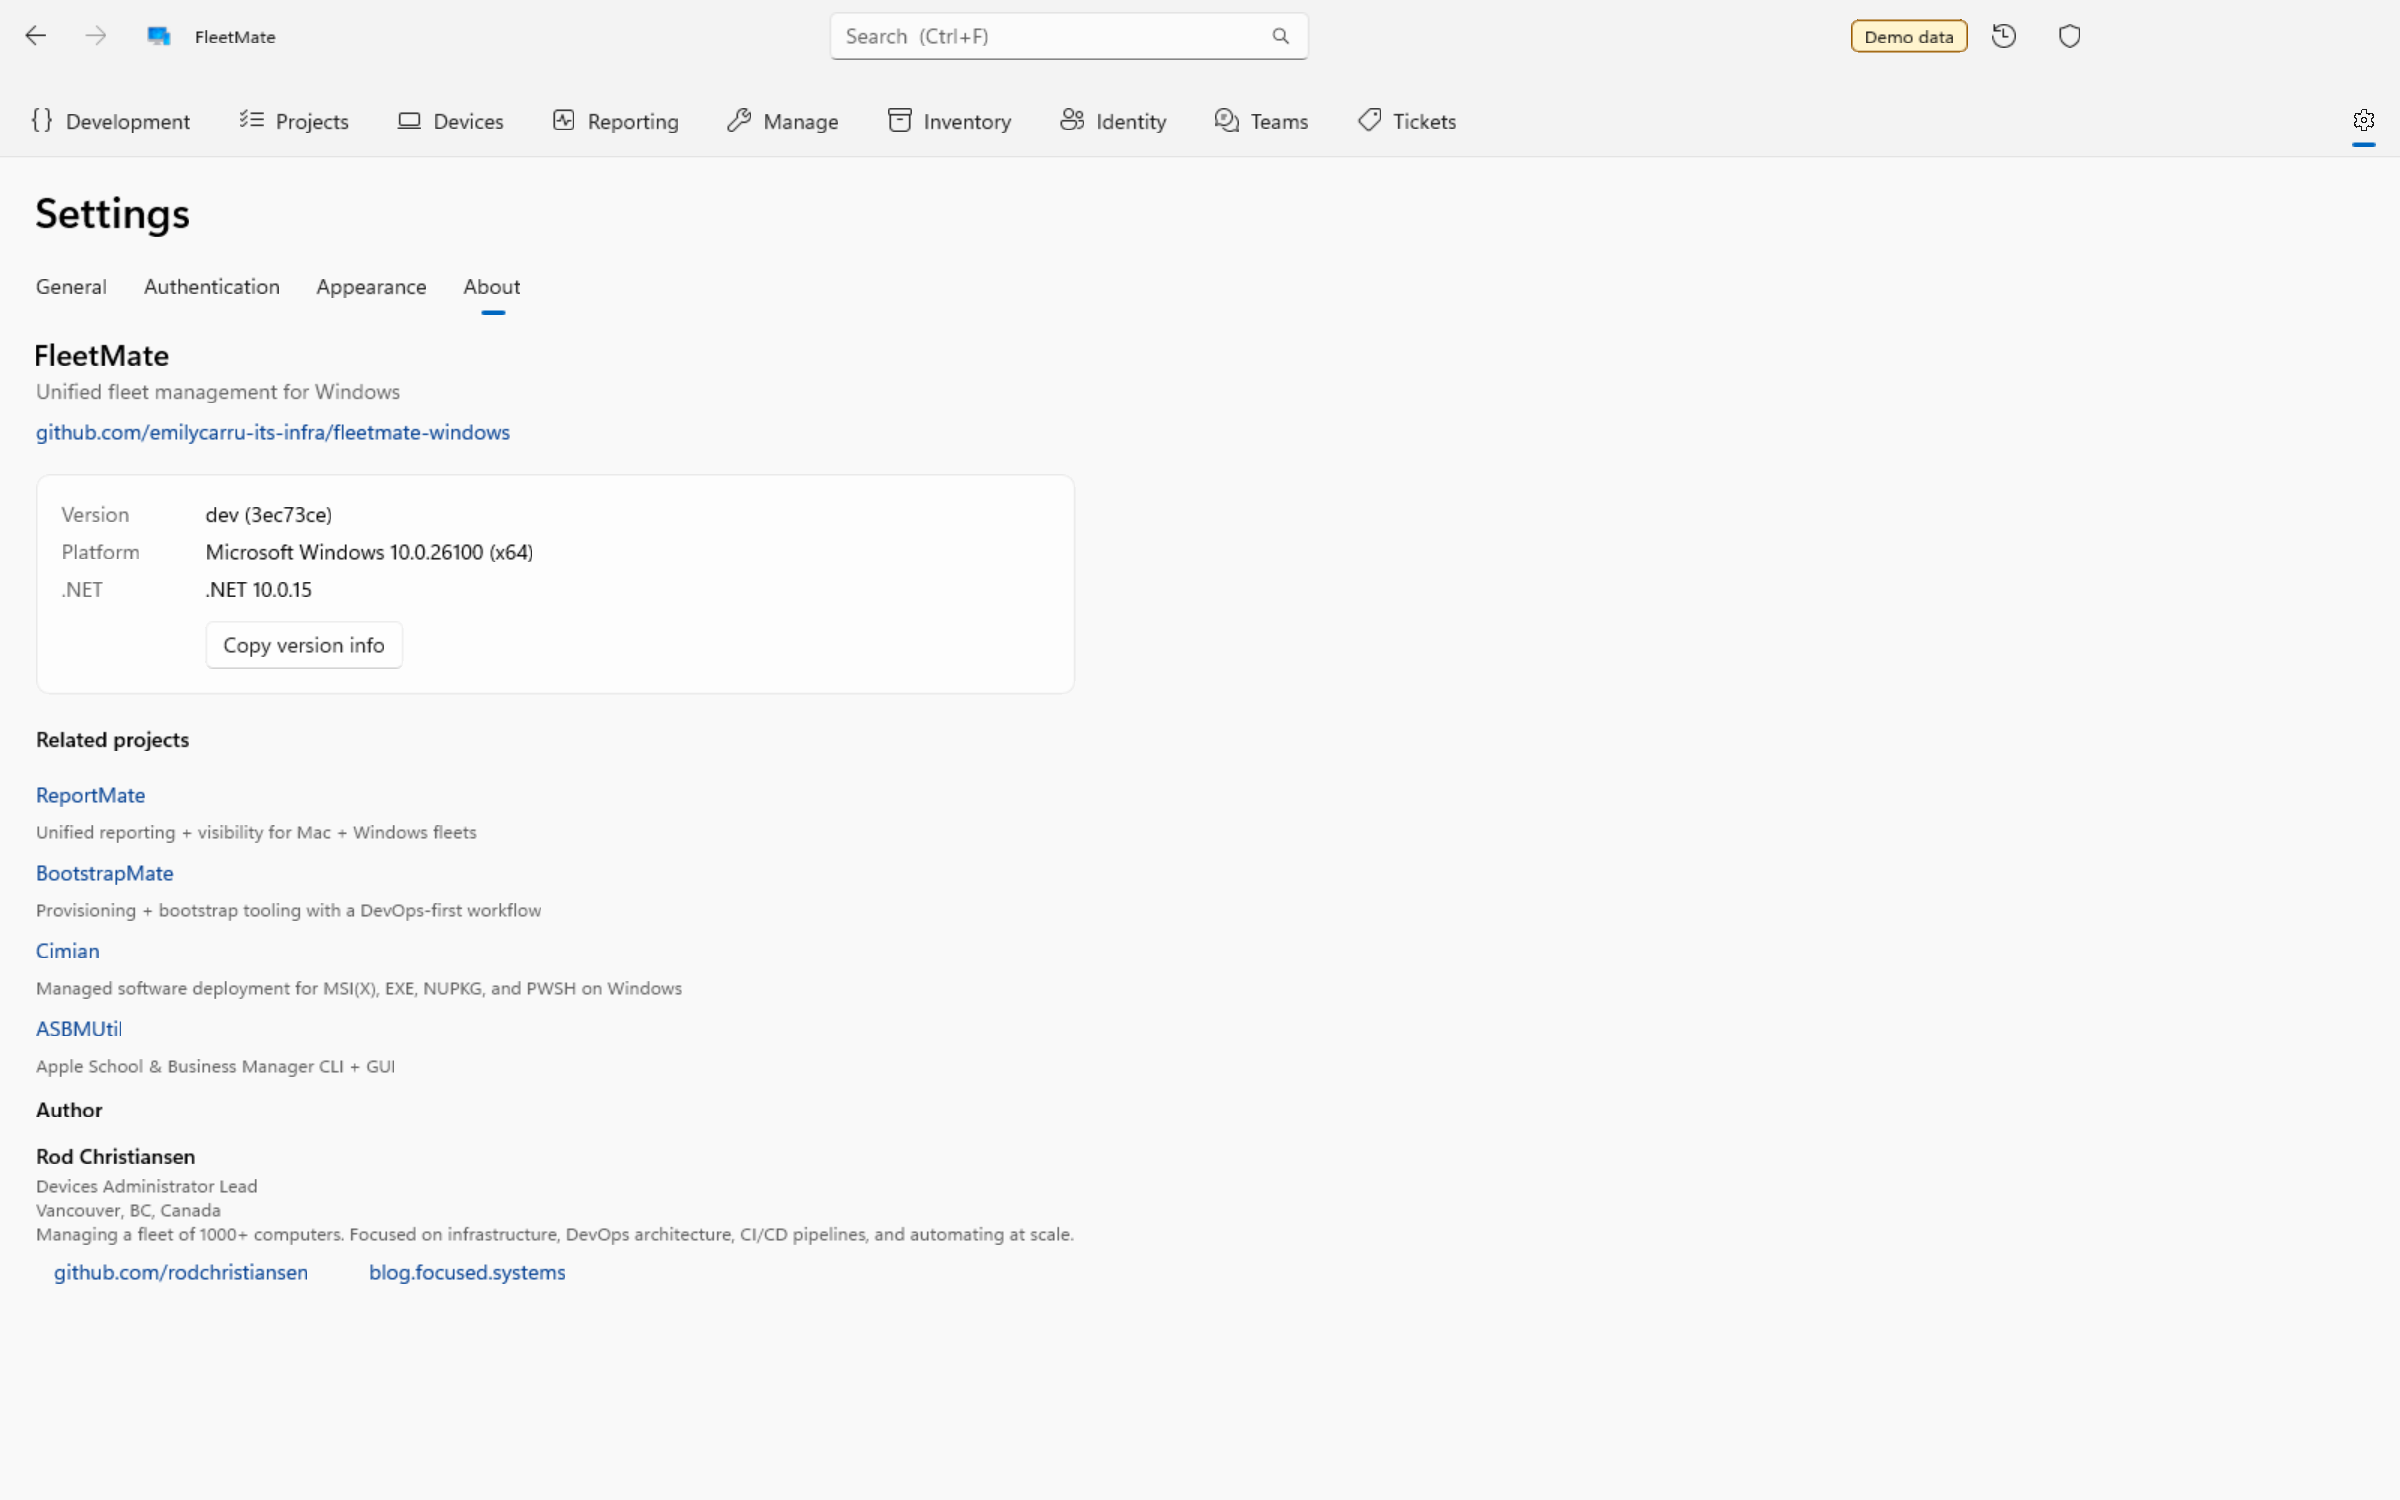 FleetMate
Search (Ctrl+F)
Demo data
Development
Projects
Devices
Reporting
Manage
Inventory
Identity
Teams
Tickets
Settings
General
Authentication
Appearance
About
FleetMate
Unified fleet management for Windows
github.com/emilycarru-its-infra/fleetmate-windows
Version dev (3ec73ce)
Platform Microsoft Windows 10.0.26100 (x64)
.NET .NET 10.0.15
Copy version info
Related projects
ReportMate
Unified reporting + visibility for Mac + Windows fleets
BootstrapMate
Provisioning + bootstrap tooling with a DevOps-first workflow
Cimian
Managed software deployment for MSI(X), EXE, NUPKG, and PWSH on Windows
ASBMUtil
Apple School & Business Manager CLI + GUI
Author
Rod Christiansen
Devices Administrator Lead
Vancouver, BC, Canada
Managing a fleet of 1000+ computers. Focused on infrastructure, DevOps architecture, CI/CD pipelines, and automating at scale.
github.com/rodchristiansen
blog.focused.systems